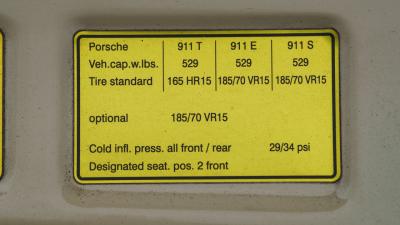 Porsche 911 T 911 E 911 S
Veh.cap.w.lbs. 529 529 529
Tire standard 165 HR15 185/70 VR15 185/70 VR15
optional 185/70 VR15
Cold infl. press. all front / rear 29/34 psi
Designated seat. pos. 2 front